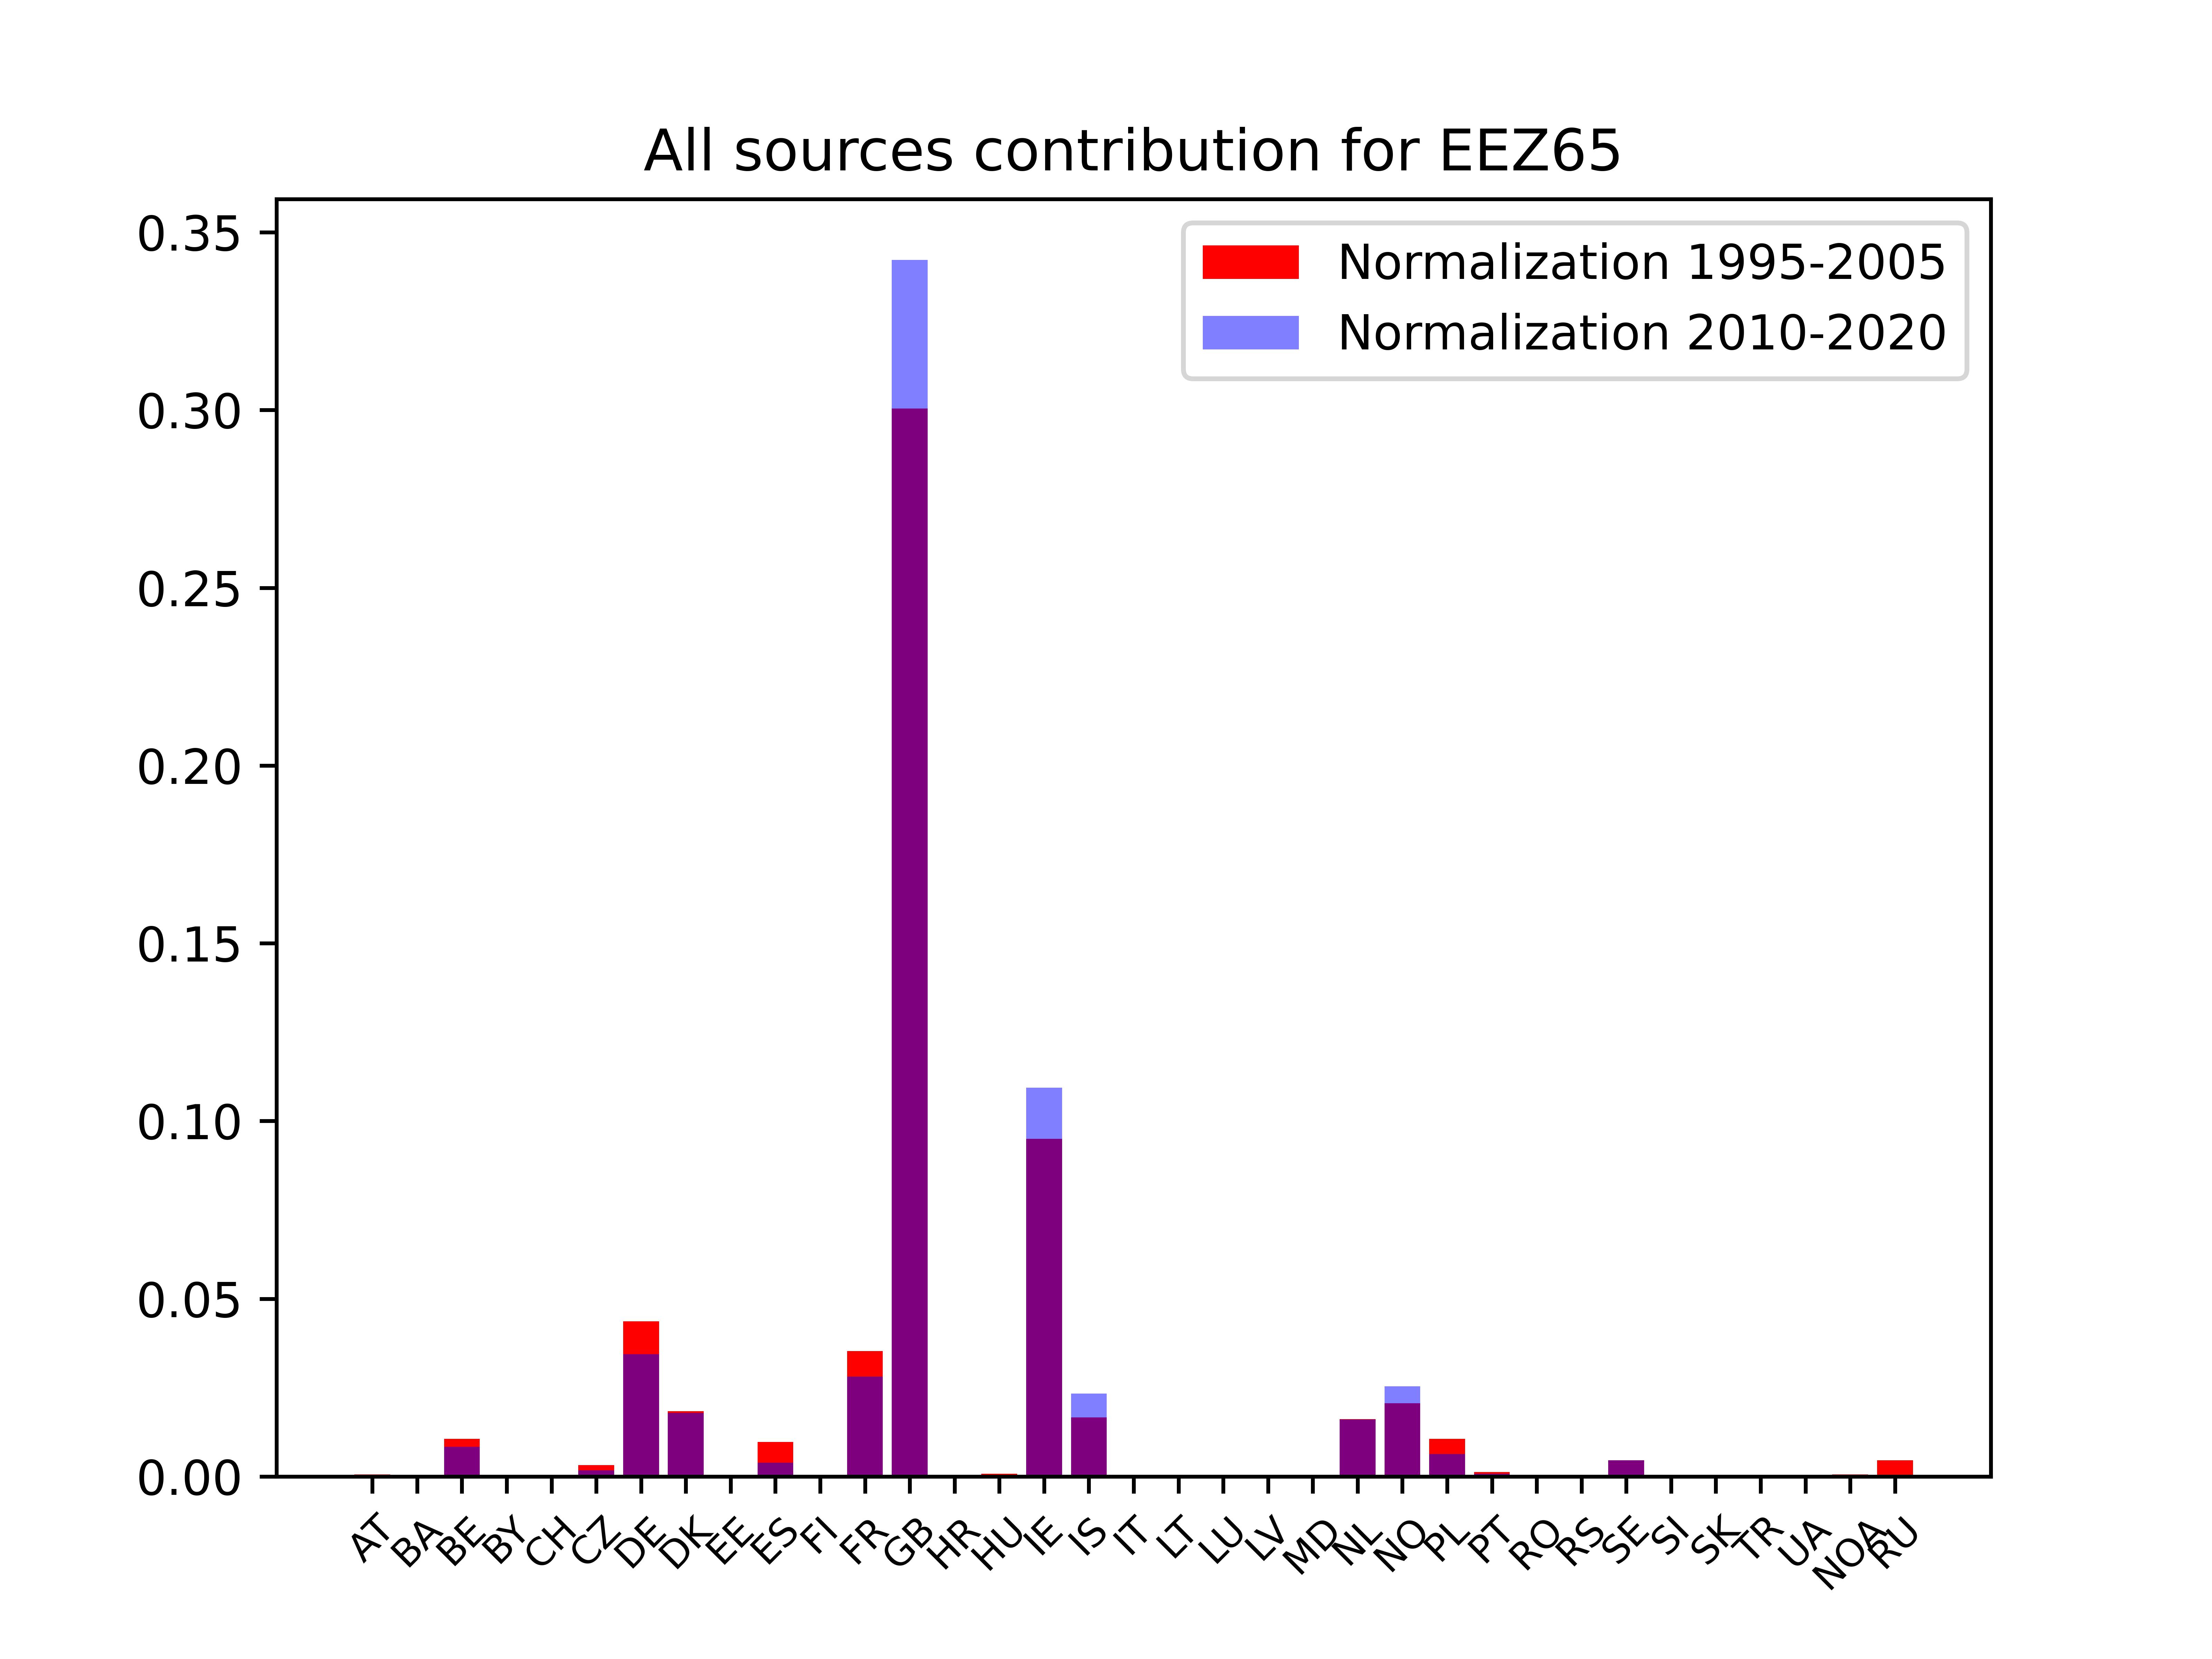 All sources contribution for EEZ65
Normalization 1995-2005
Normalization 2010-2020
0.35
0.30
0.25
0.20
0.15
0.10
0.05
0.00
AT
BA
BE
BY
CH
CZ
DE
DK
EE
ES
FI
FR
GB
HR
HU
IE
IS
IT
LT
LU
LV
MD
NL
NO
PL
PT
RO
RS
SE
SI
SK
TR
UA
NOA
RU